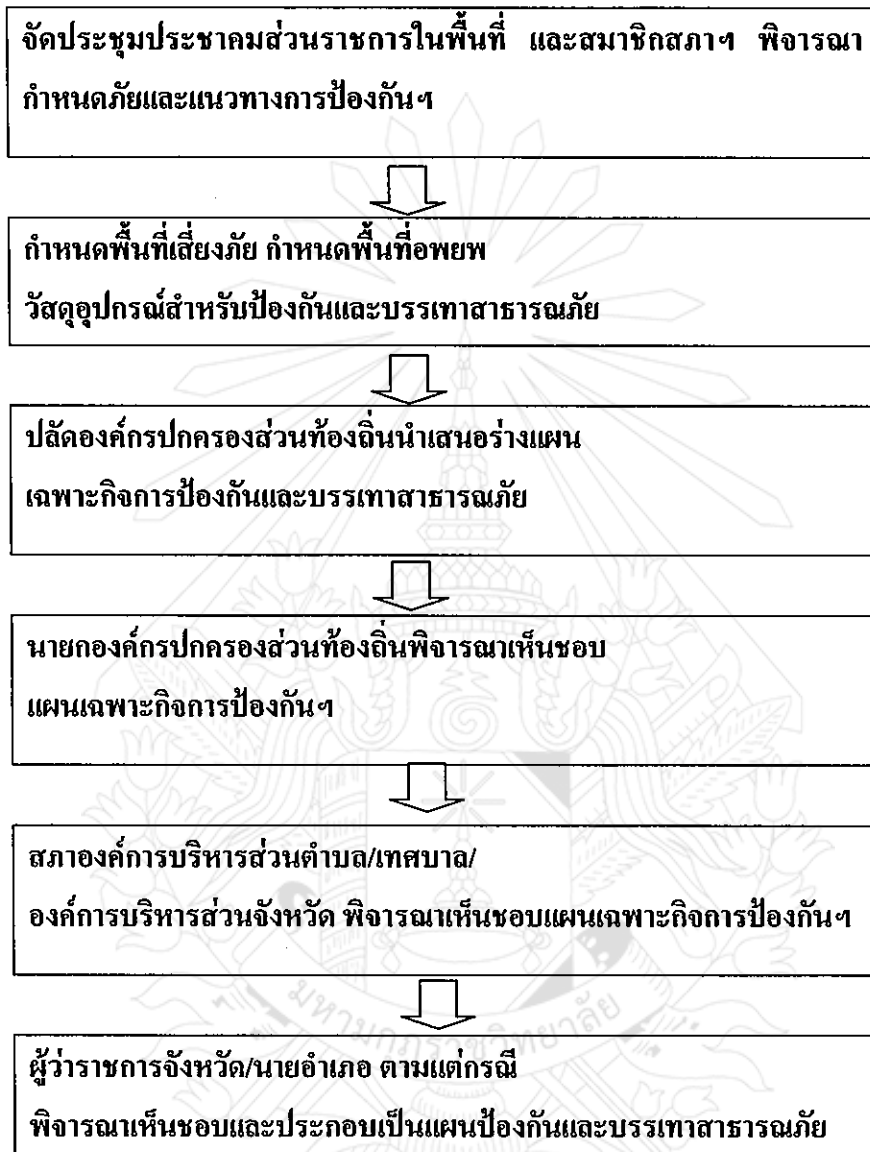 จัดประชุมประชาคมส่วนราชการในพื้นที่ และสมาชิกสภาฯ พิจารณา
กำหนดภัยและแนวทางการป้องกันฯ
กำหนดพื้นที่เสี่ยงภัย กำหนดพื้นที่อพยพ
วัสดุอุปกรณ์สำหรับป้องกันและบรรเทาสาธารณภัย
ปลัดองค์กรปกครองส่วนท้องถิ่นนำเสนอร่างแผน
เฉพาะกิจการป้องกันและบรรเทาสาธารณภัย
นายกองค์กรปกครองส่วนท้องถิ่นพิจารณาเห็นชอบ
แผนเฉพาะกิจการป้องกันฯ
สภาองค์การบริหารส่วนตำบล/เทศบาล/
องค์การบริหารส่วนจังหวัด พิจารณาเห็นชอบแผนเฉพาะกิจการป้องกันฯ
มหามกุฏราชวิทยาลัย
ผู้ว่าราชการจังหวัด/นายอำเภอ ตามแต่กรณี
พิจารณาเห็นชอบและประกอบเป็นแผนป้องกันและบรรเทาสาธารณภัย